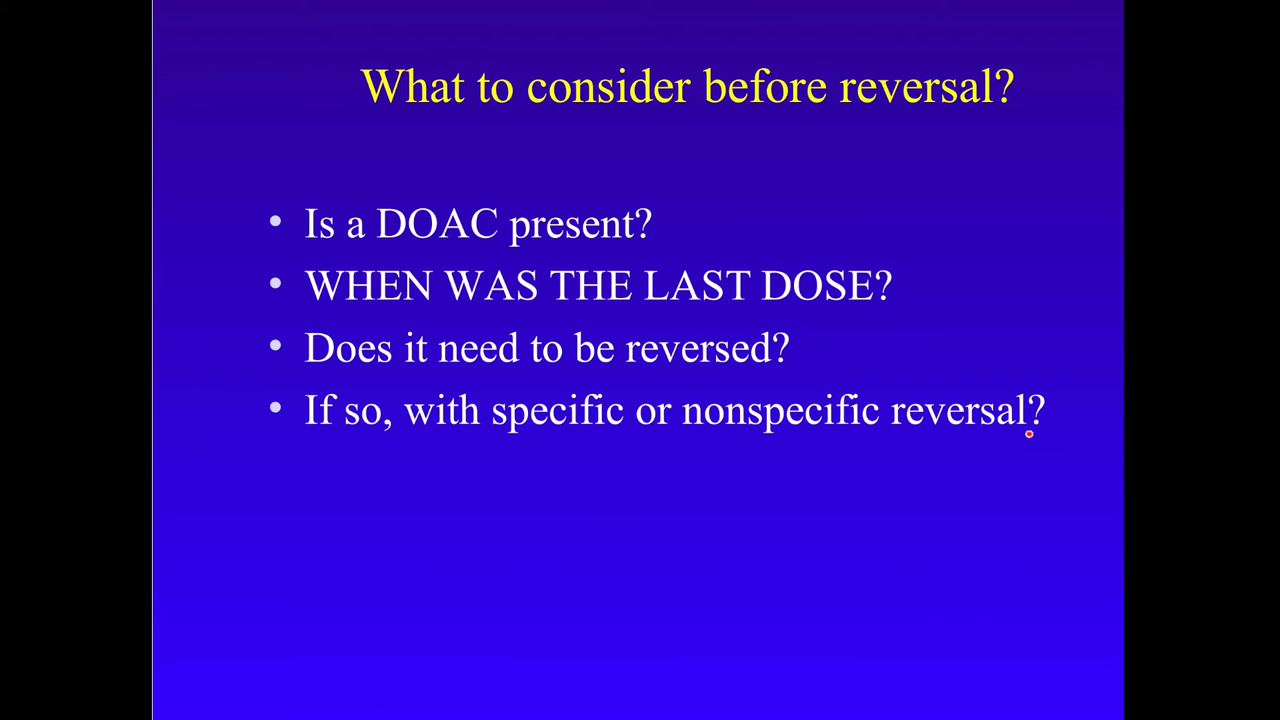 What to consider before reversal?
• Is a DOAC present?
• WHEN WAS THE LAST DOSE?
• Does it need to be reversed?
• If so, with specific or nonspecific reversal?